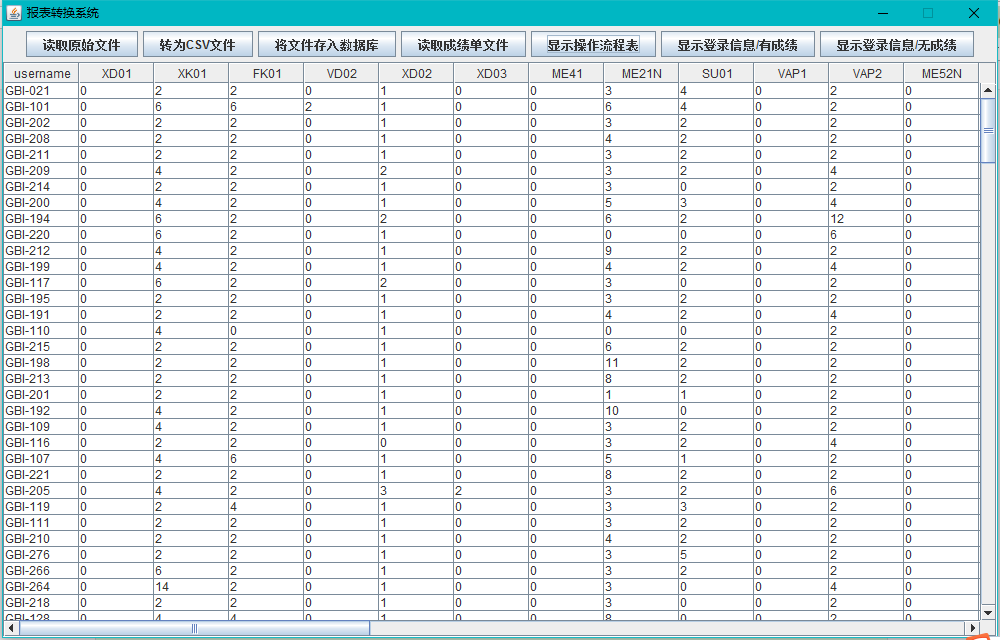 报表转换系统
读取原始文件 转为CSV文件 将文件存入数据库 读取成绩单文件 显示操作流程表 显示登录信息/有成绩 显示登录信息/无成绩
username XD01 XK01 FK01 VD02 XD02 XD03 ME41 ME21N SU01 VAP1 VAP2 ME52N
GBI-021 0 2 2 0 1 0 0 3 4 0 2 0
GBI-101 0 6 6 2 1 0 0 6 4 0 2 0
GBI-202 0 2 2 0 1 0 0 3 2 0 2 0
GBI-208 0 2 2 0 1 0 0 4 2 0 2 0
GBI-211 0 2 2 0 1 0 0 3 2 0 2 0
GBI-209 0 4 2 0 2 0 0 3 2 0 4 0
GBI-214 0 2 2 0 1 0 0 3 0 0 2 0
GBI-200 0 4 2 0 1 0 0 5 3 0 4 0
GBI-194 0 6 2 0 2 0 0 6 2 0 12 0
GBI-220 0 6 2 0 1 0 0 0 0 0 6 0
GBI-212 0 4 2 0 1 0 0 9 2 0 2 0
GBI-199 0 4 2 0 1 0 0 4 2 0 4 0
GBI-117 0 6 2 0 2 0 0 3 0 0 2 0
GBI-195 0 2 2 0 1 0 0 3 2 0 2 0
GBI-191 0 2 2 0 1 0 0 4 2 0 4 0
GBI-110 0 4 0 0 1 0 0 0 0 0 2 0
GBI-215 0 2 2 0 1 0 0 6 2 0 2 0
GBI-198 0 2 2 0 1 0 0 11 2 0 2 0
GBI-213 0 2 2 0 1 0 0 8 2 0 2 0
GBI-201 0 2 2 0 1 0 0 1 1 0 2 0
GBI-192 0 4 2 0 1 0 0 10 0 0 2 0
GBI-109 0 4 2 0 1 0 0 3 2 0 2 0
GBI-116 0 2 2 0 0 0 0 3 2 0 4 0
GBI-107 0 4 6 0 1 0 0 5 1 0 2 0
GBI-221 0 2 2 0 1 0 0 8 2 0 2 0
GBI-205 0 4 2 0 3 2 0 3 2 0 6 0
GBI-119 0 2 4 0 1 0 0 3 3 0 2 0
GBI-111 0 2 2 0 1 0 0 3 2 0 2 0
GBI-210 0 2 2 0 1 0 0 4 2 0 2 0
GBI-276 0 2 2 0 1 0 0 3 5 0 2 0
GBI-266 0 6 2 0 1 0 0 3 2 0 2 0
GBI-264 0 14 2 0 1 0 0 3 0 0 4 0
GBI-218 0 2 2 0 1 0 0 3 0 0 2 0
GBI-128 0 4 4 0 1 0 0 8 0 0 2 0